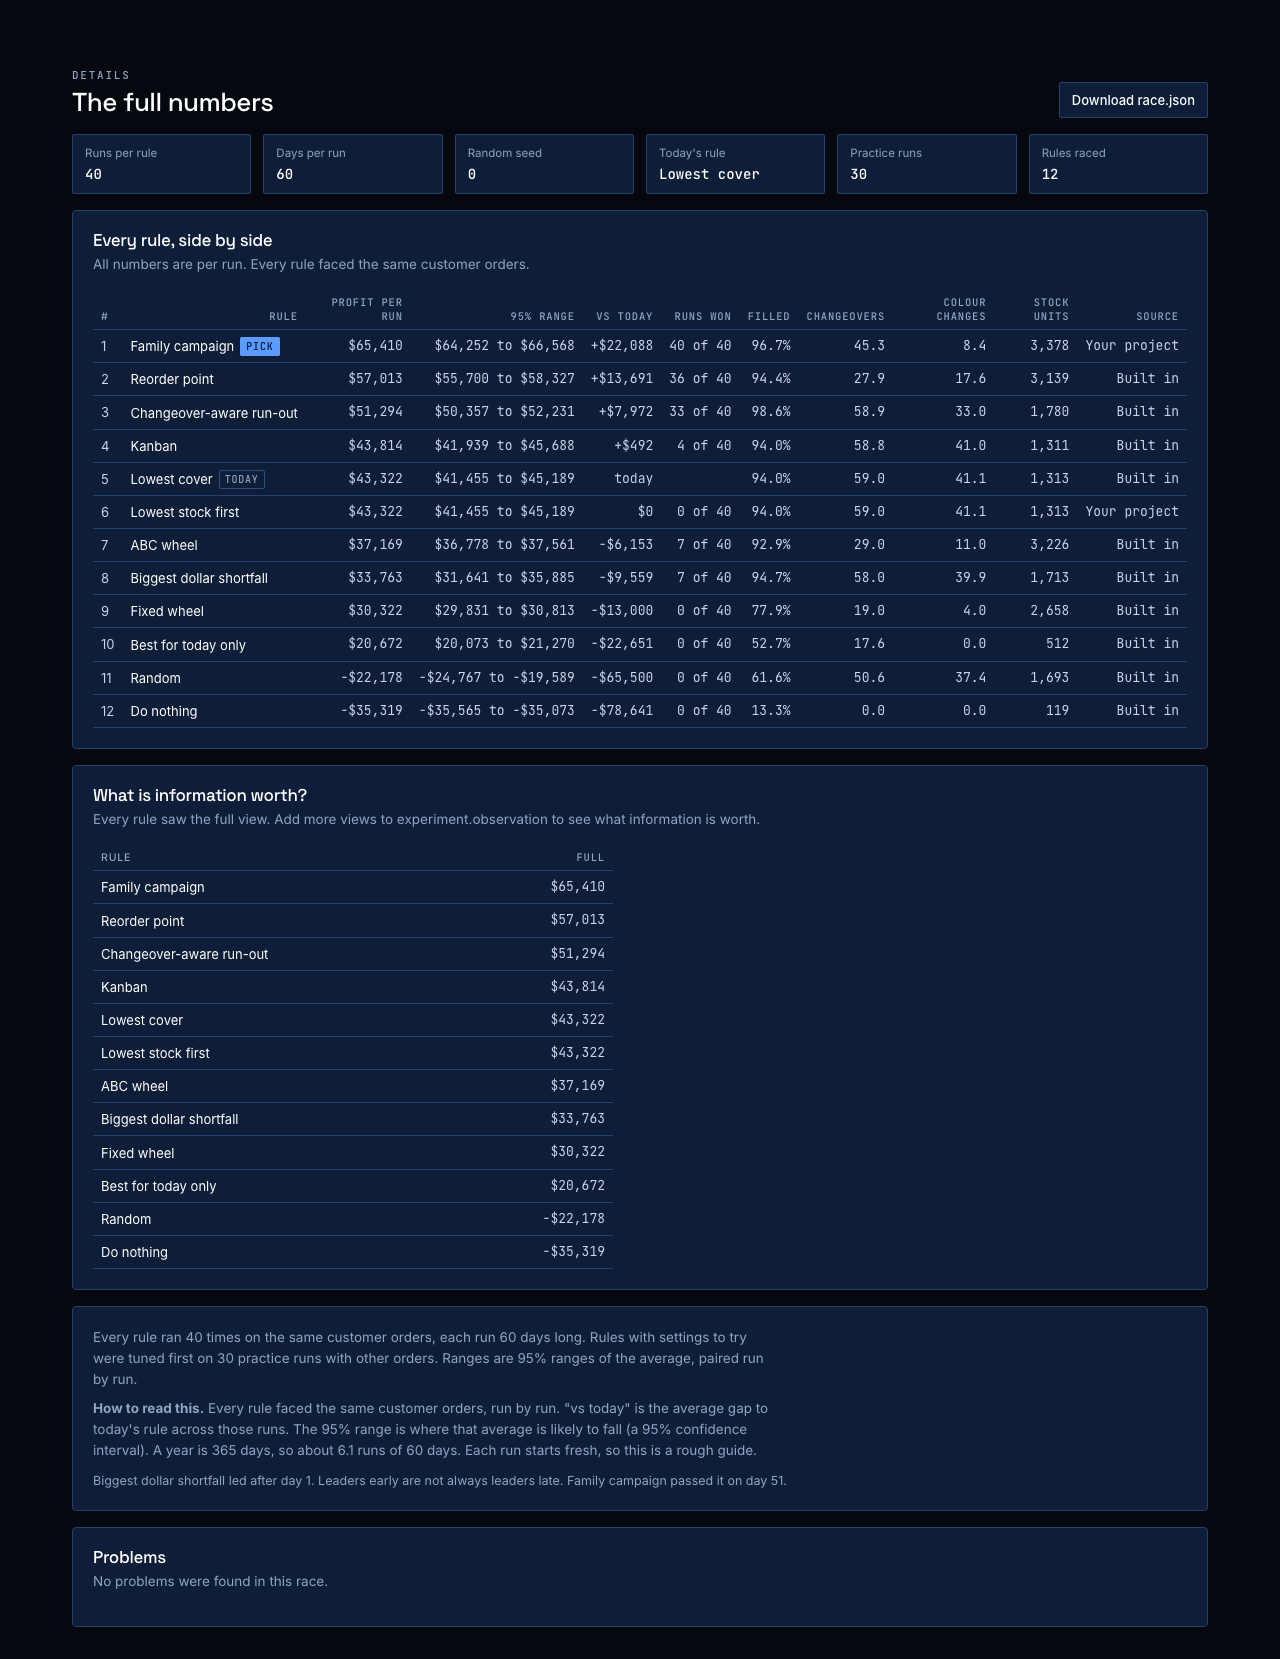 DETAILS
The full numbers
Download race.json
Runs per rule
40
Days per run
60
Random seed
0
Today's rule
Lowest cover
Practice runs
30
Rules raced
12
Every rule, side by side
All numbers are per run. Every rule faced the same customer orders.
# RULE PROFIT PER RUN 95% RANGE VS TODAY RUNS WON FILLED CHANGEOVERS COLOUR CHANGES STOCK UNITS SOURCE
1 Family campaign PICK $65,410 $64,252 to $66,568 +$22,088 40 of 40 96.7% 45.3 8.4 3,378 Your project
2 Reorder point $57,013 $55,700 to $58,327 +$13,691 36 of 40 94.4% 27.9 17.6 3,139 Built in
3 Changeover-aware run-out $51,294 $50,357 to $52,231 +$7,972 33 of 40 98.6% 58.9 33.0 1,780 Built in
4 Kanban $43,814 $41,939 to $45,688 +$492 4 of 40 94.0% 58.8 41.0 1,311 Built in
5 Lowest cover TODAY $43,322 $41,455 to $45,189 today 94.0% 59.0 41.1 1,313 Built in
6 Lowest stock first $43,322 $41,455 to $45,189 $0 0 of 40 94.0% 59.0 41.1 1,313 Your project
7 ABC wheel $37,169 $36,778 to $37,561 -$6,153 7 of 40 92.9% 29.0 11.0 3,226 Built in
8 Biggest dollar shortfall $33,763 $31,641 to $35,885 -$9,559 7 of 40 94.7% 58.0 39.9 1,713 Built in
9 Fixed wheel $30,322 $29,831 to $30,813 -$13,000 0 of 40 77.9% 19.0 4.0 2,658 Built in
10 Best for today only $20,672 $20,073 to $21,270 -$22,651 0 of 40 52.7% 17.6 0.0 512 Built in
11 Random -$22,178 -$24,767 to -$19,589 -$65,500 0 of 40 61.6% 50.6 37.4 1,693 Built in
12 Do nothing -$35,319 -$35,565 to -$35,073 -$78,641 0 of 40 13.3% 0.0 0.0 119 Built in
What is information worth?
Every rule saw the full view. Add more views to experiment.observation to see what information is worth.
RULE FULL
Family campaign $65,410
Reorder point $57,013
Changeover-aware run-out $51,294
Kanban $43,814
Lowest cover $43,322
Lowest stock first $43,322
ABC wheel $37,169
Biggest dollar shortfall $33,763
Fixed wheel $30,322
Best for today only $20,672
Random -$22,178
Do nothing -$35,319
Every rule ran 40 times on the same customer orders, each run 60 days long. Rules with settings to try
were tuned first on 30 practice runs with other orders. Ranges are 95% ranges of the average, paired run
by run.
How to read this. Every rule faced the same customer orders, run by run. "vs today" is the average gap to
today's rule across those runs. The 95% range is where that average is likely to fall (a 95% confidence
interval). A year is 365 days, so about 6.1 runs of 60 days. Each run starts fresh, so this is a rough guide.
Biggest dollar shortfall led after day 1. Leaders early are not always leaders late. Family campaign passed it on day 51.
Problems
No problems were found in this race.